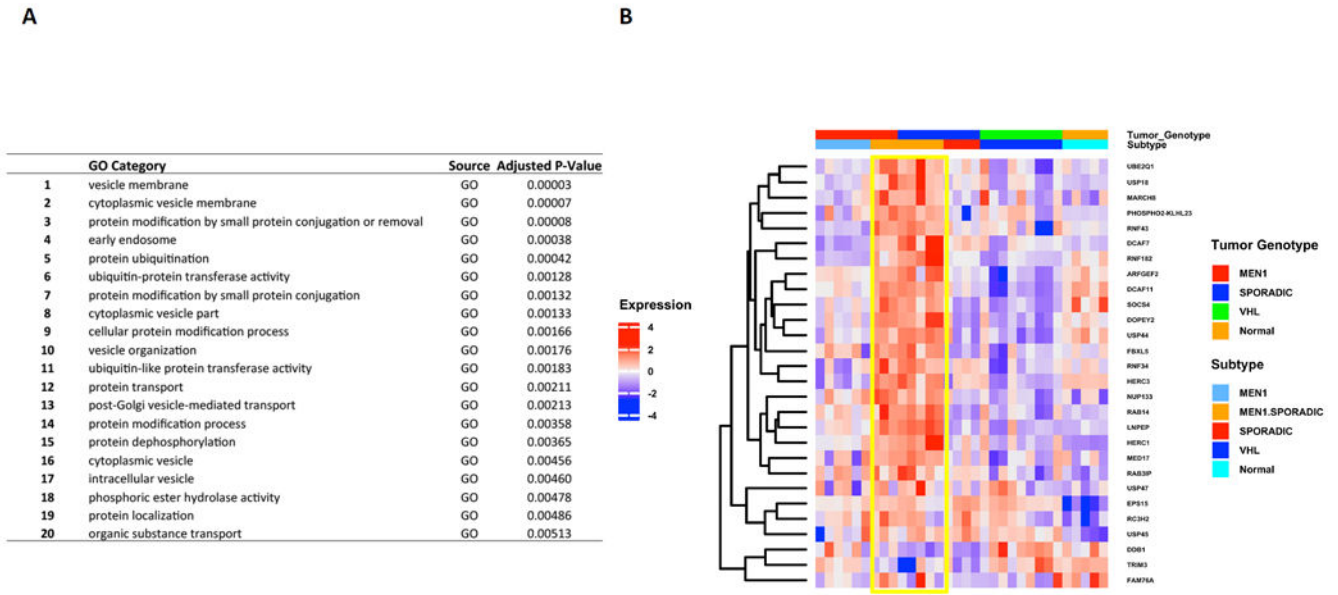 A
B
GO Category Source Adjusted P-Value
1 vesicle membrane GO 0.00003
2 cytoplasmic vesicle membrane GO 0.00007
3 protein modification by small protein conjugation or removal GO 0.00008
4 early endosome GO 0.00038
5 protein ubiquitination GO 0.00042
6 ubiquitin-protein transferase activity GO 0.00128
7 protein modification by small protein conjugation GO 0.00132
8 cytoplasmic vesicle part GO 0.00133
9 cellular protein modification process GO 0.00166
10 vesicle organization GO 0.00176
11 ubiquitin-like protein transferase activity GO 0.00183
12 protein transport GO 0.00211
13 post-Golgi vesicle-mediated transport GO 0.00213
14 protein modification process GO 0.00358
15 protein dephosphorylation GO 0.00365
16 cytoplasmic vesicle GO 0.00456
17 intracellular vesicle GO 0.00460
18 phosphoric ester hydrolase activity GO 0.00478
19 protein localization GO 0.00486
20 organic substance transport GO 0.00513
Expression
4
2
0
-2
-4
Tumor_Genotype
Subtype
UBE2Q1
USP18
MARCH8
PHOSPHO2-KLHL23
RNF43
DCAF7
RNF182
ARFGEF2
DCAF11
SOCS4
DOPEY2
USP44
FBXL5
RNF34
HERC3
NUP133
RAB14
LNPEP
HERC1
MED17
RAB3IP
USP47
EPS15
RC3H2
USP45
DDB1
TRIM3
FAM76A
Tumor Genotype
MEN1
SPORADIC
VHL
Normal
Subtype
MEN1
MEN1.SPORADIC
SPORADIC
VHL
Normal